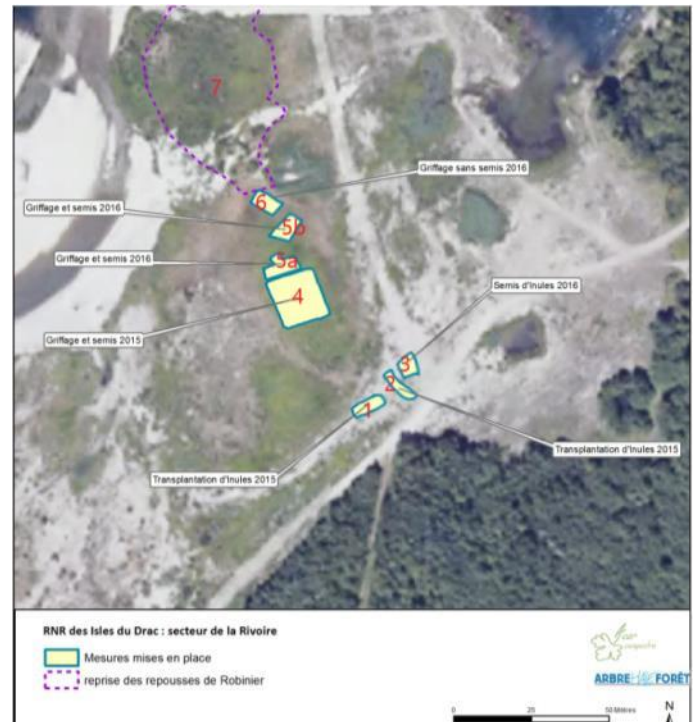 7
Griffage sans semis 2016
6
Griffage et semis 2016
5b
Griffage et semis 2016
5a
Semis d'Inules 2016
4
Griffage et semis 2015
3
2
1
Transplantation d'Inules 2015
Transplantation d'Inules 2015
RNR des Isles du Drac : secteur de la Rivoire
Mesures mises en place
reprise des repousses de Robinier
ARBRE HAIE FORÊT
0 25 50 Mètres
N